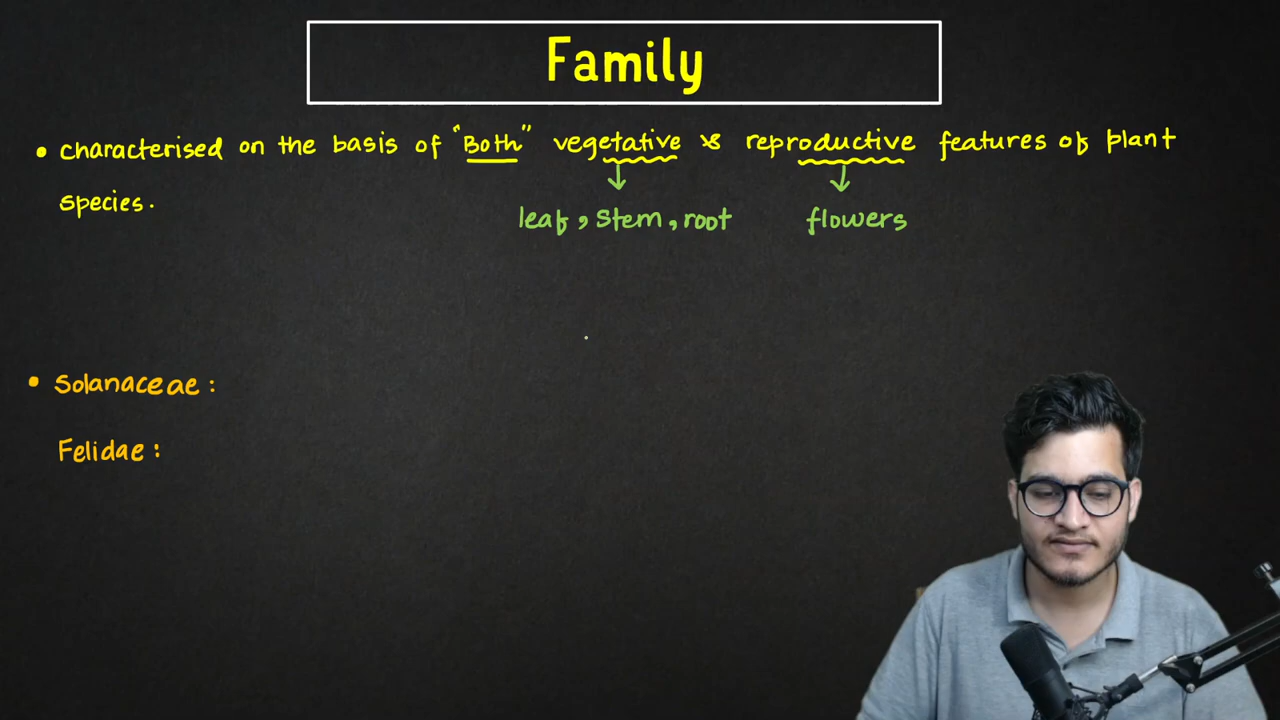 Family
• characterised on the basis of "Both" vegetative & reproductive features of plant
species.
leaf, stem, root flowers
• Solanaceae :
Felidae :